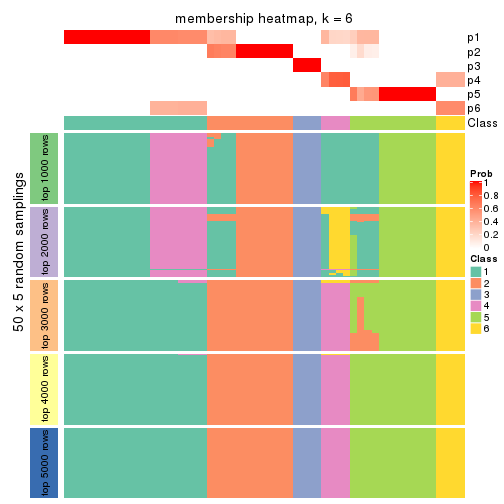 membership heatmap, k = 6
p1
p2
p3
p4
p5
p6
Class
50 x 5 random samplings
top 1000 rows
top 2000 rows
top 3000 rows
top 4000 rows
top 5000 rows
Prob
1
0.8
0.6
0.4
0.2
0
Class
1
2
3
4
5
6